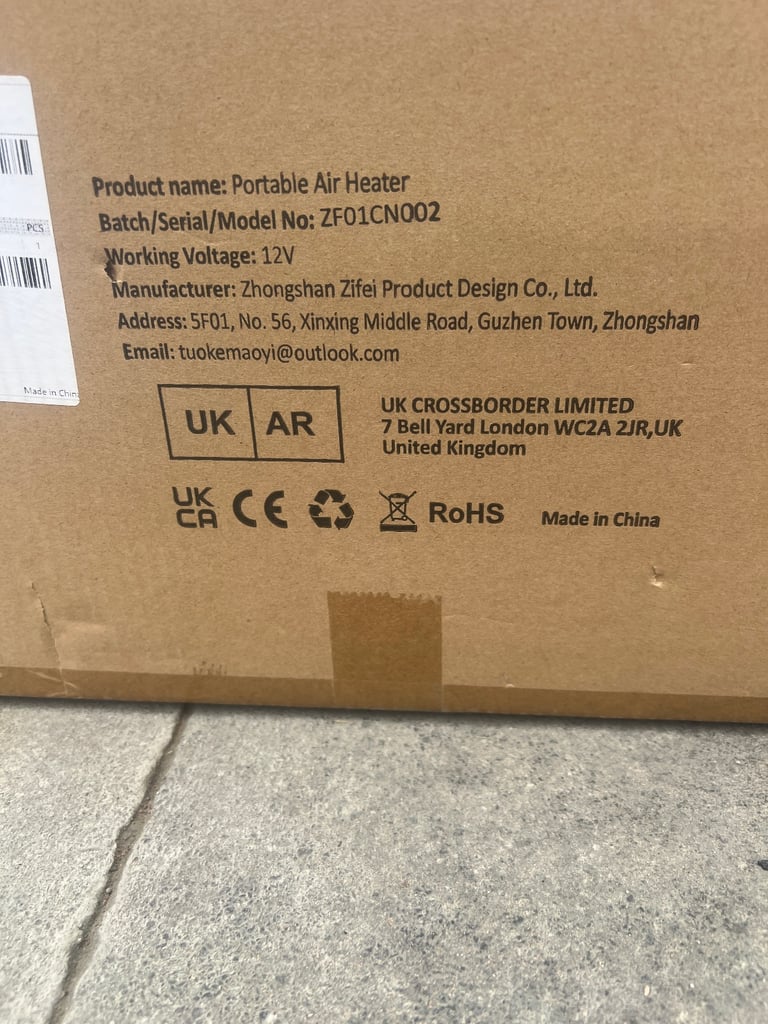 PCS
1
Made in Chin
Product name: Portable Air Heater
Batch/Serial/Model No: ZF01CN002
Working Voltage: 12V
Manufacturer: Zhongshan Zifei Product Design Co., Ltd.
Address: 5F01, No. 56, Xinxing Middle Road, Guzhen Town, Zhongshan
Email: tuokemaoyi@outlook.com
UK AR
UK CROSSBORDER LIMITED
7 Bell Yard London WC2A 2JR,UK
United Kingdom
UK
CA CE RoHS Made in China